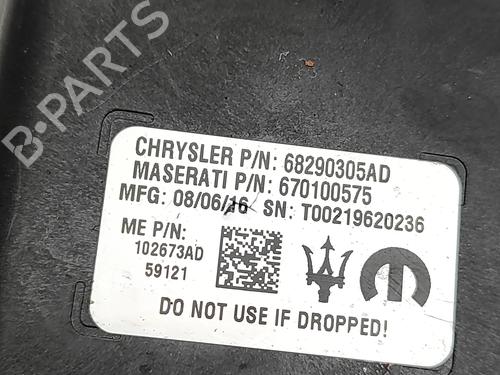 CHRYSLER P/N: 68290305AD
MASERATI P/N: 670100575
MFG: 08/06/16 SN: T00219620236
ME P/N:
102673AD
59121
DO NOT USE IF DROPPED!
B-PARTS